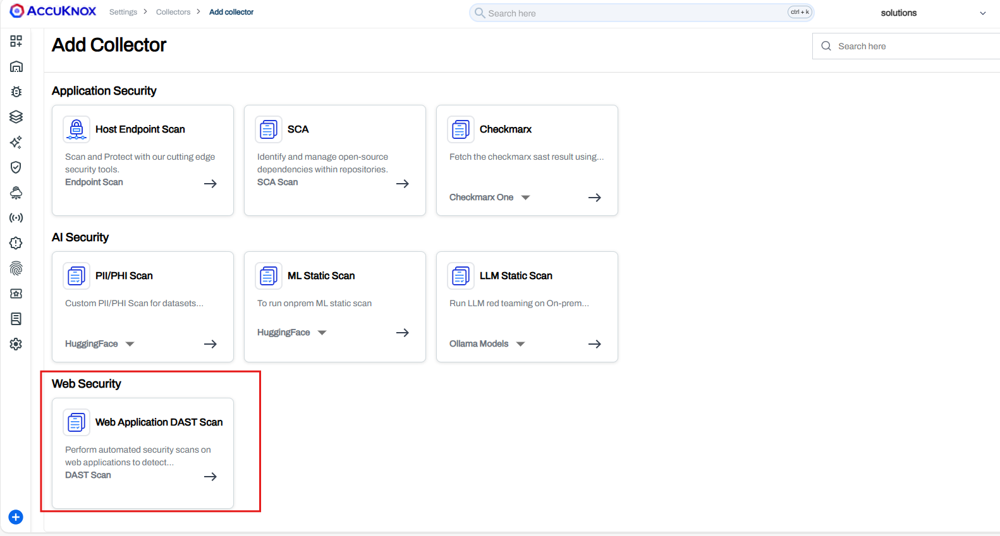 ACCUKNOX
Settings > Collectors > Add collector
Search here
ctrl + k
solutions
Add Collector
Search here
Application Security
Host Endpoint Scan
Scan and Protect with our cutting edge
security tools.
Endpoint Scan
SCA
Identify and manage open-source
dependencies within repositories.
SCA Scan
Checkmarx
Fetch the checkmarx sast result using...
Checkmarx One
AI Security
PII/PHI Scan
Custom PII/PHI Scan for datasets...
HuggingFace
ML Static Scan
To run onprem ML static scan
HuggingFace
LLM Static Scan
Run LLM red teaming on On-prem...
Ollama Models
Web Security
Web Application DAST Scan
Perform automated security scans on
web applications to detect...
DAST Scan